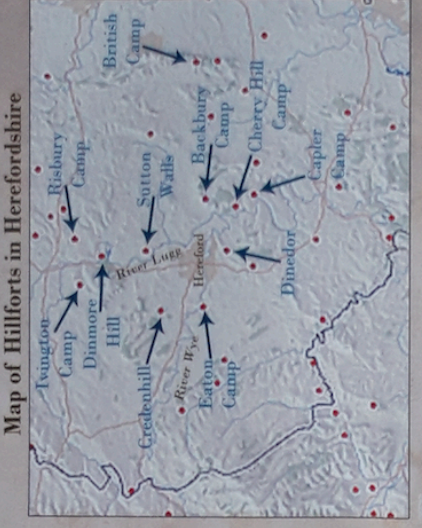 Map of Hillforts in Herefordshire
Ivington
Camp
Risbury
Camp
British
Camp
Dinmore
Hill
Sutton
Walls
River Lugg
Credenhill
Backbury
Camp
River Wye
Hereford
Cherry Hill
Camp
Eaton
Camp
Dinedor
Capler
Camp